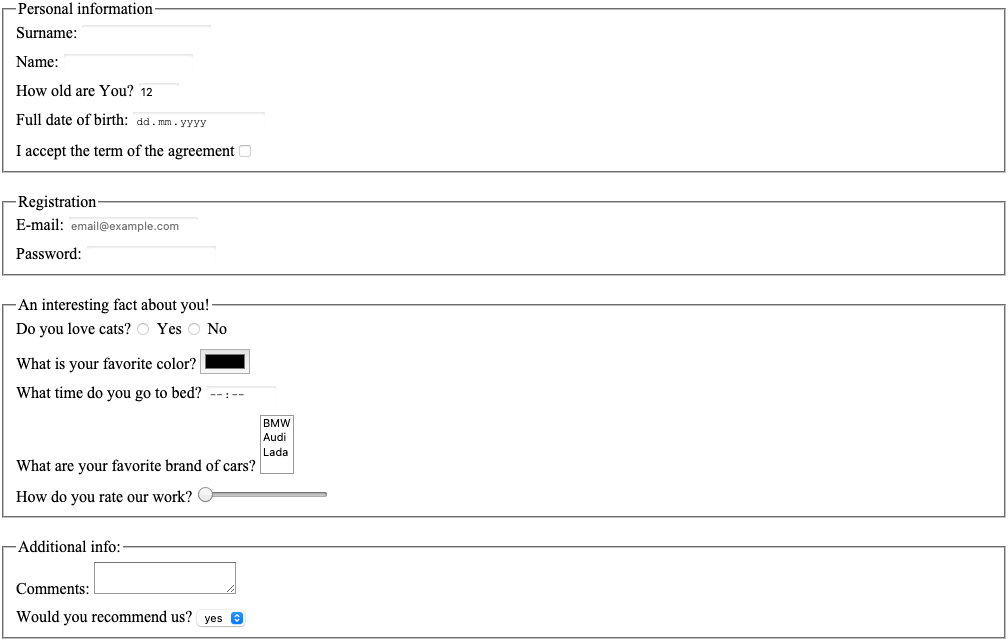 Personal information
Surname:
Name:
How old are You? 12
Full date of birth: dd.mm.yyyy
I accept the term of the agreement
Registration
E-mail: email@example.com
Password:
An interesting fact about you!
Do you love cats? Yes No
What is your favorite color?
What time do you go to bed? --:--
BMW
Audi
Lada
What are your favorite brand of cars?
How do you rate our work?
Additional info:
Comments:
Would you recommend us? yes